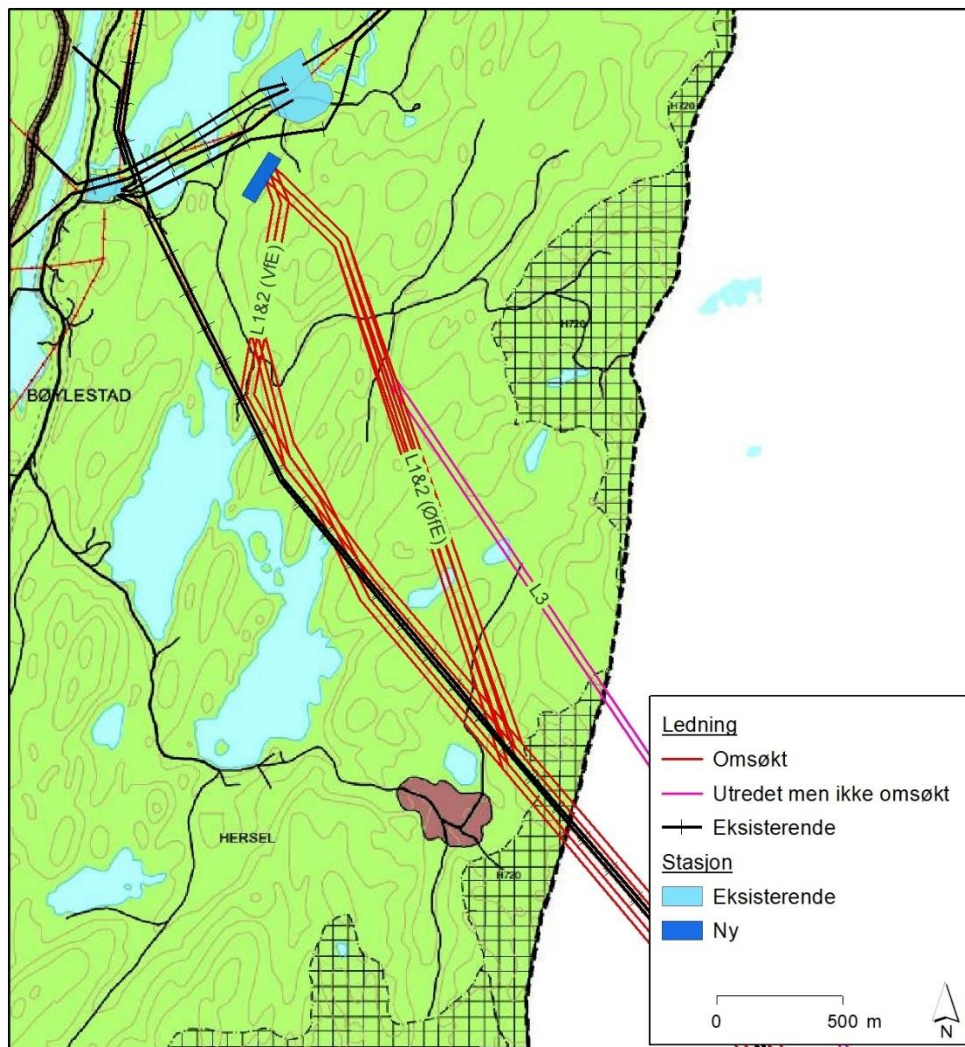 H720
L 1&2 (VfE)
H720
BØYLESTAD
L1&2 (ØfE)
L3
HERSEL
H720
Ledning
Omsøkt
Utredet men ikke omsøkt
Eksisterende
Stasjon
Eksisterende
Ny
0 500 m
N